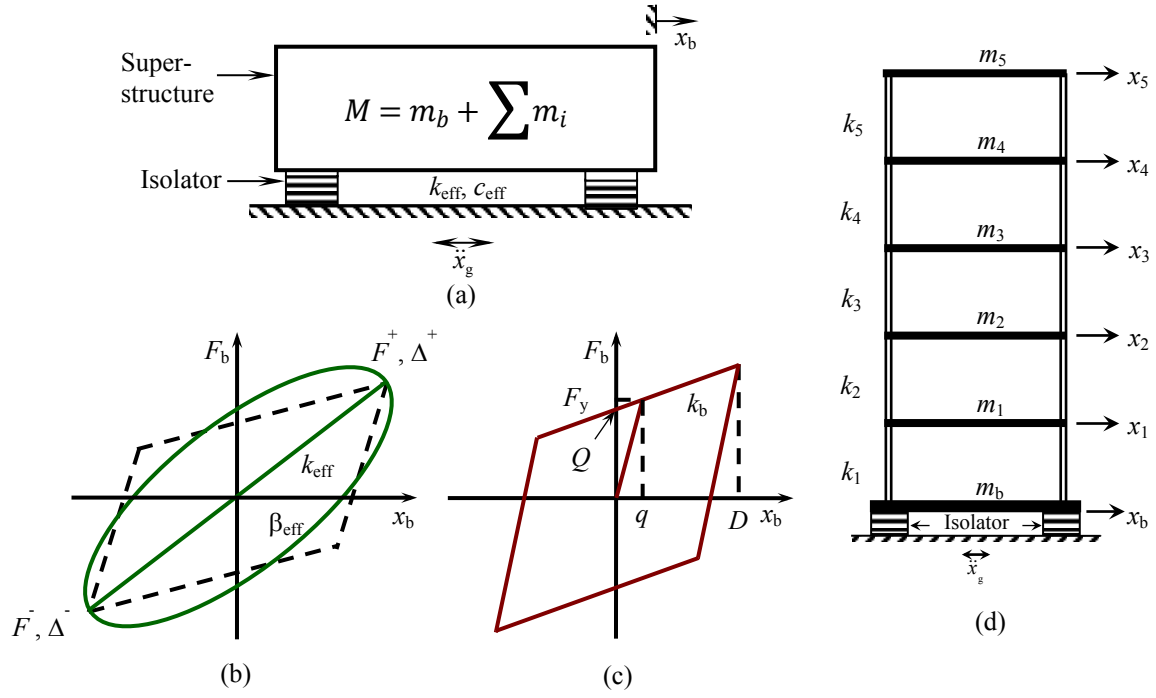 x_b
Super-
structure
M = m_b + ∑ m_i
Isolator
k_eff, c_eff
ẍ_g
(a)
F_b
F⁺, Δ⁺
k_eff
β_eff
x_b
F⁻, Δ⁻
(b)
F_b
F_y
k_b
Q
q
D
x_b
(c)
m_5
x_5
k_5
m_4
x_4
k_4
m_3
x_3
k_3
m_2
x_2
k_2
m_1
x_1
k_1
m_b
x_b
Isolator
ẍ_g
(d)